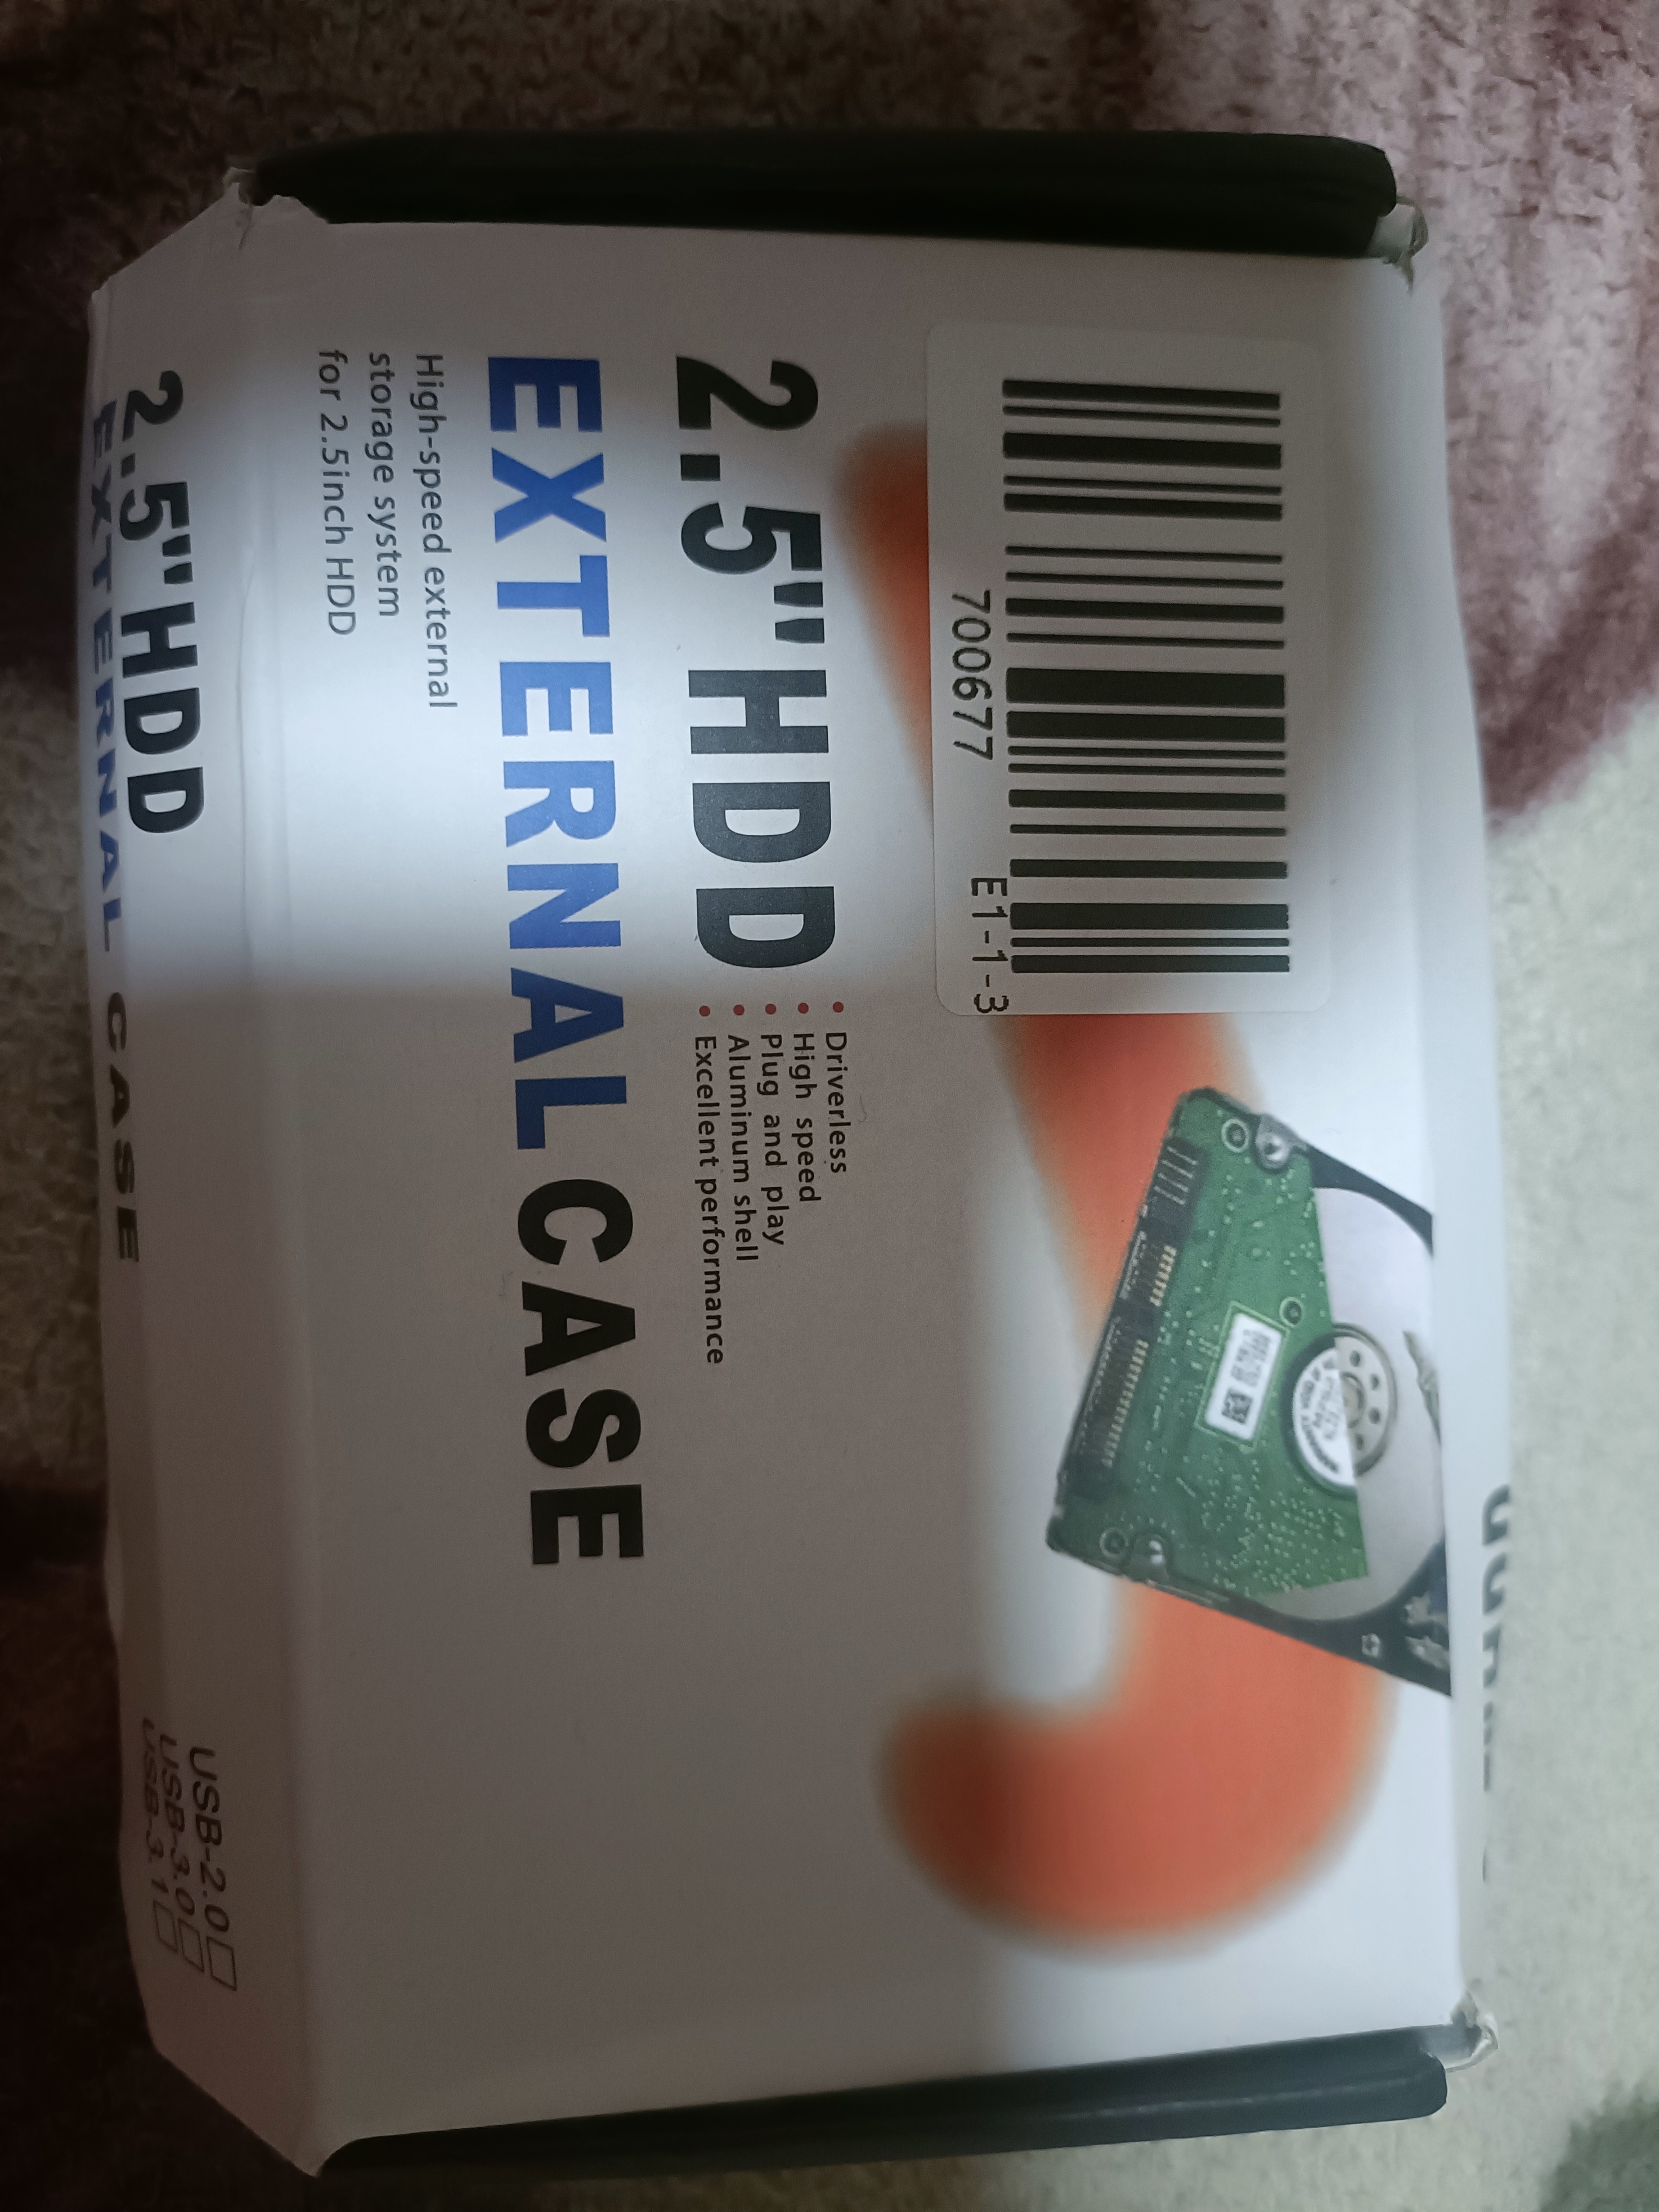 700677
E1-1-3
2.5"HDD
• Driverless
• High speed
• Plug and play
• Aluminum shell
• Excellent performance
EXTERNAL CASE
High-speed external
storage system
for 2.5inch HDD
2.5"HDD
EXTERNAL CASE
USB-2.0
USB-3.0
USB-3.1